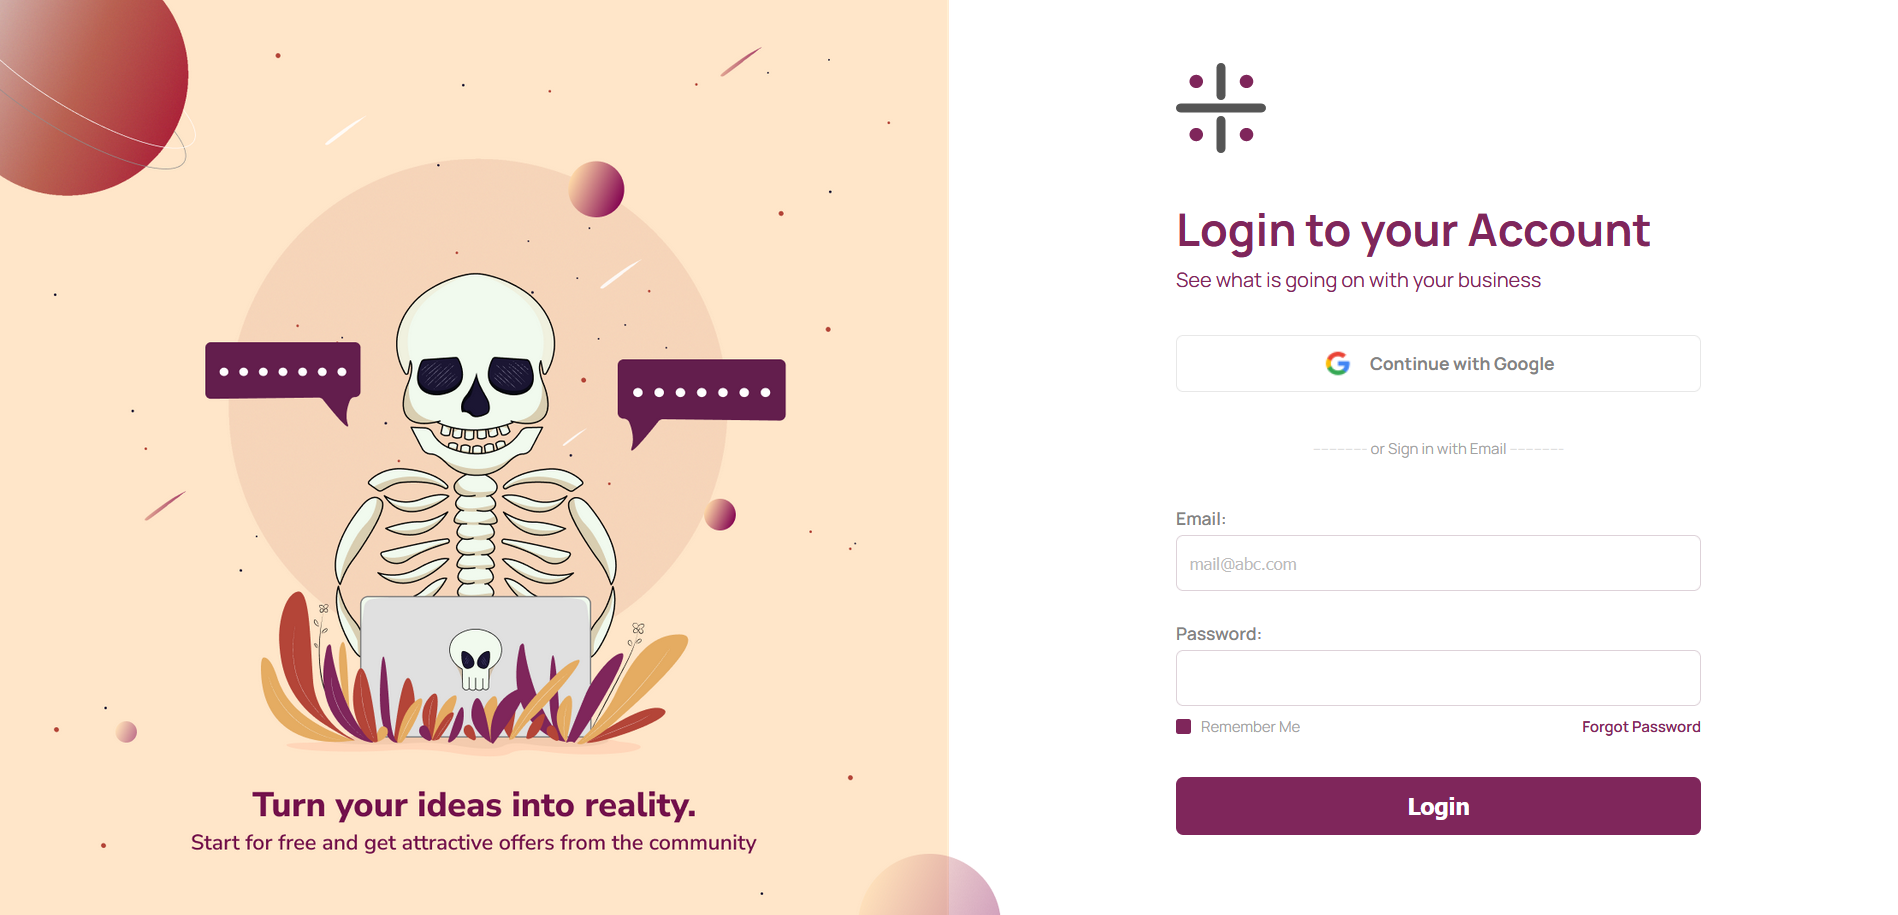 Turn your ideas into reality.
Start for free and get attractive offers from the community
Login to your Account
See what is going on with your business
Continue with Google
------- or Sign in with Email -------
Email:
mail@abc.com
Password:
Remember Me
Forgot Password
Login